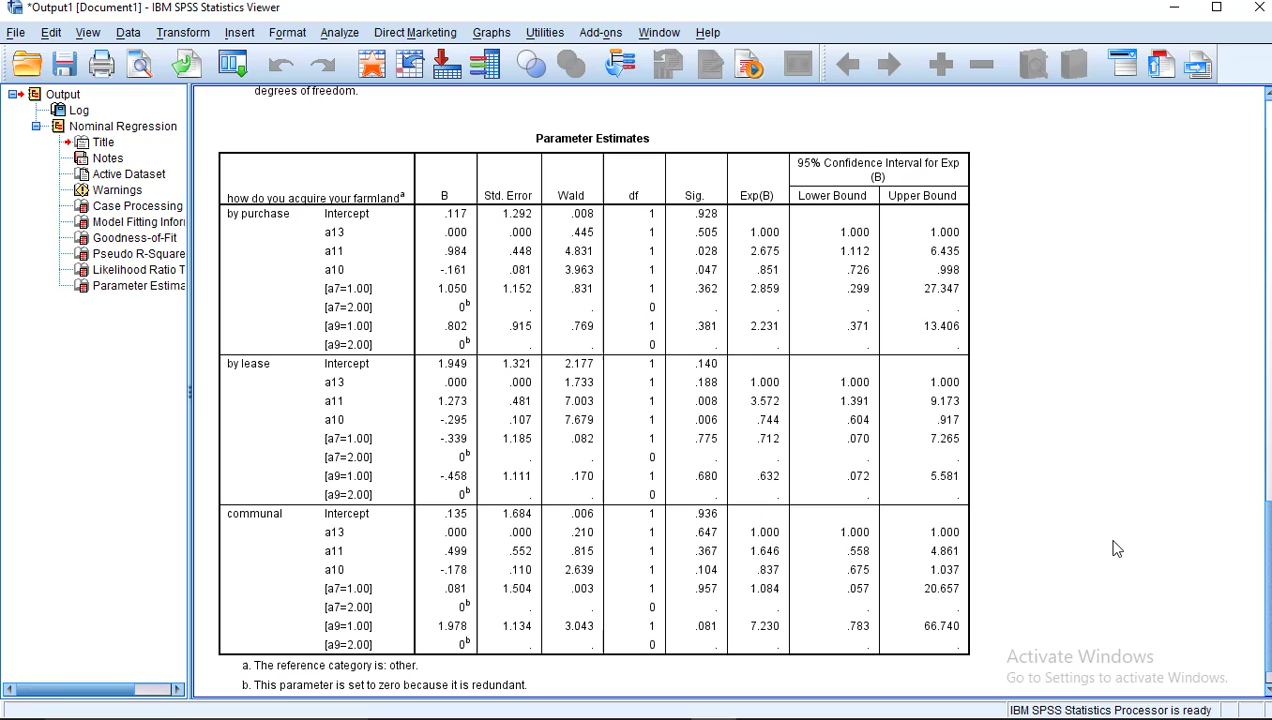 *Output1 [Document1] - IBM SPSS Statistics Viewer
File Edit View Data Transform Insert Format Analyze Direct Marketing Graphs Utilities Add-ons Window Help
Output
Log
Nominal Regression
Title
Notes
Active Dataset
Warnings
Case Processing
Model Fitting Infor
Goodness-of-Fit
Pseudo R-Square
Likelihood Ratio T
Parameter Estima
degrees of freedom.
Parameter Estimates
95% Confidence Interval for Exp
(B)
how do you acquire your farmland^a B Std. Error Wald df Sig. Exp(B) Lower Bound Upper Bound
by purchase Intercept .117 1.292 .008 1 .928
a13 .000 .000 .445 1 .505 1.000 1.000 1.000
a11 .984 .448 4.831 1 .028 2.675 1.112 6.435
a10 -.161 .081 3.963 1 .047 .851 .726 .998
[a7=1.00] 1.050 1.152 .831 1 .362 2.859 .299 27.347
[a7=2.00] 0^b . . 0 . . . .
[a9=1.00] .802 .915 .769 1 .381 2.231 .371 13.406
[a9=2.00] 0^b . . 0 . . . .
by lease Intercept 1.949 1.321 2.177 1 .140
a13 .000 .000 1.733 1 .188 1.000 1.000 1.000
a11 1.273 .481 7.003 1 .008 3.572 1.391 9.173
a10 -.295 .107 7.679 1 .006 .744 .604 .917
[a7=1.00] -.339 1.185 .082 1 .775 .712 .070 7.265
[a7=2.00] 0^b . . 0 . . . .
[a9=1.00] -.458 1.111 .170 1 .680 .632 .072 5.581
[a9=2.00] 0^b . . 0 . . . .
communal Intercept .135 1.684 .006 1 .936
a13 .000 .000 .210 1 .647 1.000 1.000 1.000
a11 .499 .552 .815 1 .367 1.646 .558 4.861
a10 -.178 .110 2.639 1 .104 .837 .675 1.037
[a7=1.00] .081 1.504 .003 1 .957 1.084 .057 20.657
[a7=2.00] 0^b . . 0 . . . .
[a9=1.00] 1.978 1.134 3.043 1 .081 7.230 .783 66.740
[a9=2.00] 0^b . . 0 . . . .
a. The reference category is: other.
b. This parameter is set to zero because it is redundant.
Activate Windows
Go to Settings to activate Windows.
IBM SPSS Statistics Processor is ready